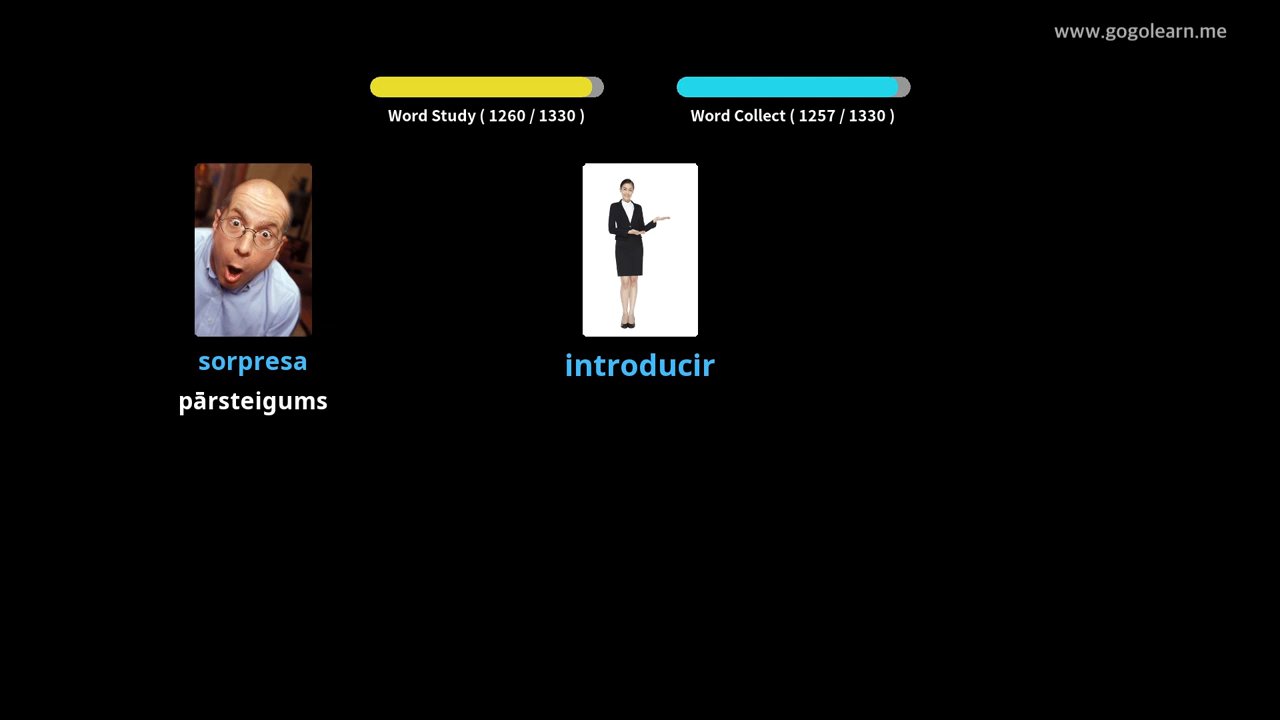 www.gogolearn.me
Word Study ( 1260 / 1330 )
Word Collect ( 1257 / 1330 )
sorpresa
pārsteigums
introducir